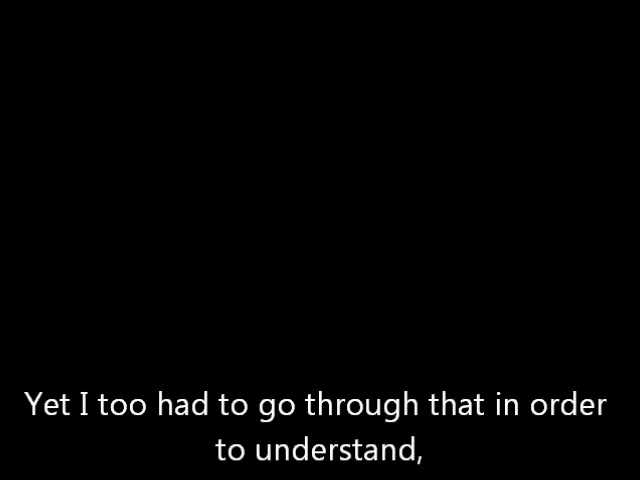 Yet I too had to go through that in order
to understand,